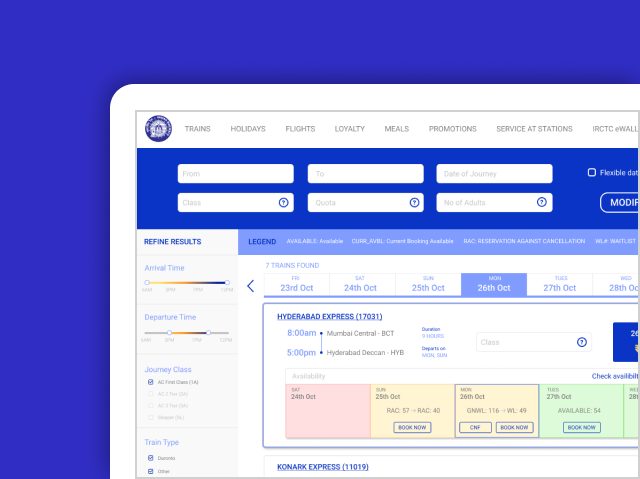 TRAINS HOLIDAYS FLIGHTS LOYALTY MEALS PROMOTIONS SERVICE AT STATIONS IRCTC eWALL
From To Date of Journey Flexible dat
Class ? Quota ? No of Adults ? MODIF
REFINE RESULTS
LEGEND AVAILABLE: Available CURR_AVBL: Current Booking Available RAC: RESERVATION AGAINST CANCELLATION WL#: WAITLIST
Arrival Time
6AM 3PM 7PM 12PM
Departure Time
6AM 3PM 7PM 12PM
Journey Class
AC First Class (1A)
AC 2 Tier (2A)
AC 3 Tier (3A)
Sleeper (SL)
Train Type
Duronto
Other
7 TRAINS FOUND
FRI SAT SUN MON TUES WED
23rd Oct 24th Oct 25th Oct 26th Oct 27th Oct 28th Oc
HYDERABAD EXPRESS (17031)
8:00am Mumbai Central - BCT
5:00pm Hyderabad Deccan - HYB
Duration
9 HOURS
Departs on
MON, SUN
Class ?
26
Availability Check availibilt
SAT SUN MON TUES WED
24th Oct 25th Oct 26th Oct 27th Oct 28t
RAC: 57 → RAC: 40 GNWL: 116 → WL: 49 AVAILABLE: 54
BOOK NOW CNF BOOK NOW BOOK NOW
KONARK EXPRESS (11019)